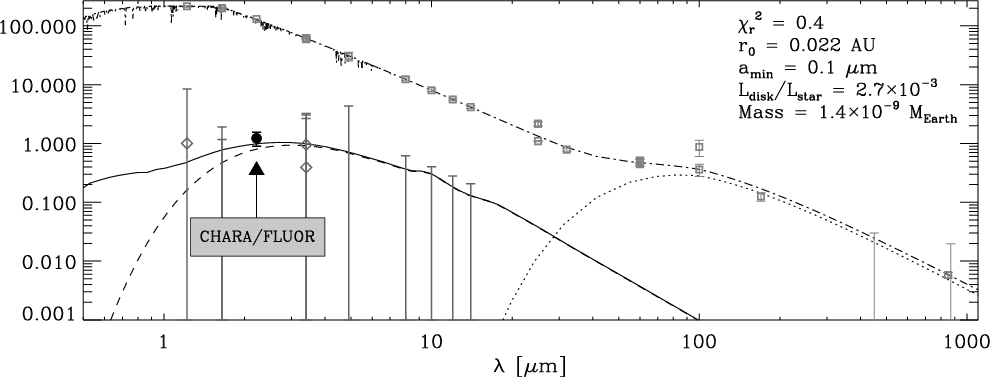 χr² = 0.4
r0 = 0.022 AU
amin = 0.1 μm
Ldisk/Lstar = 2.7×10⁻³
Mass = 1.4×10⁻⁹ MEarth
100.000
10.000
1.000
0.100
0.010
0.001
CHARA/FLUOR
1 10 100 1000
λ [μm]